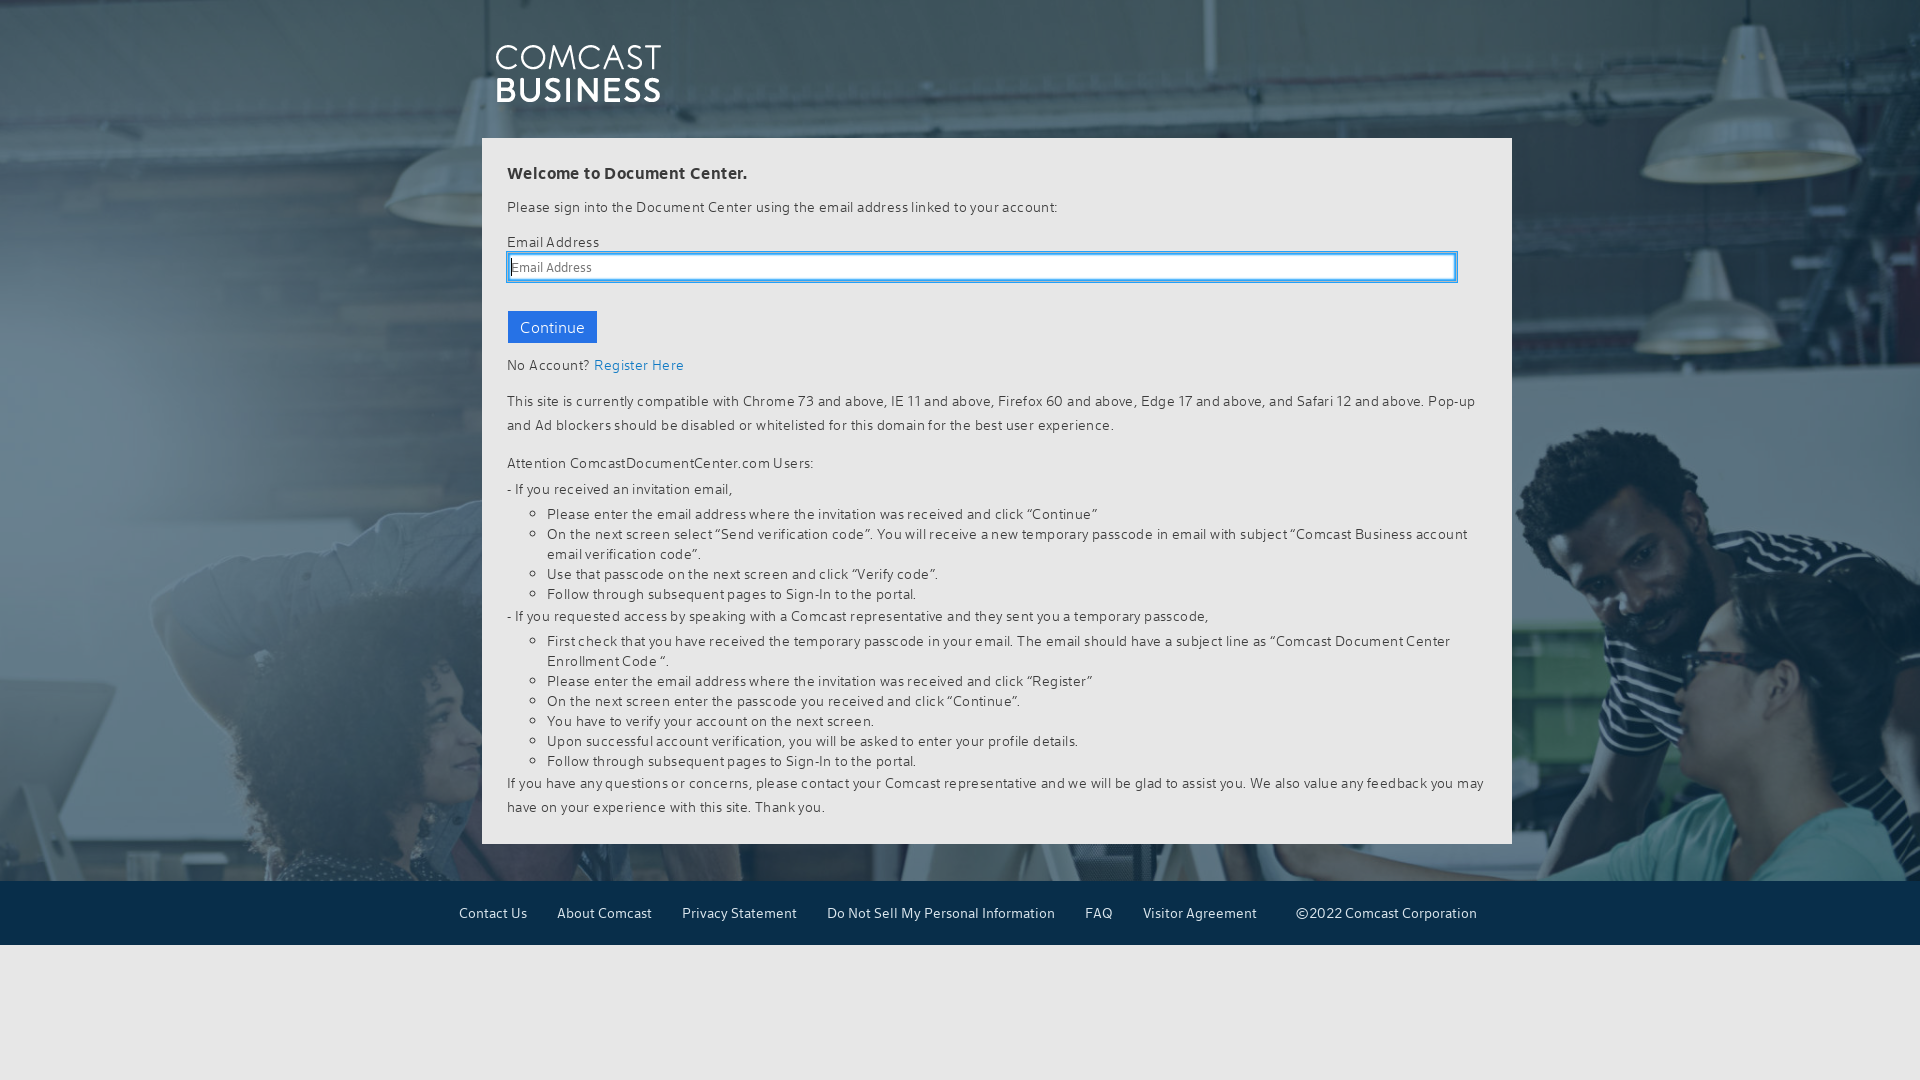 COMCAST
BUSINESS
Welcome to Document Center.
Please sign into the Document Center using the email address linked to your account:
Email Address
Email Address
Continue
No Account? Register Here
This site is currently compatible with Chrome 73 and above, IE 11 and above, Firefox 60 and above, Edge 17 and above, and Safari 12 and above. Pop-up
and Ad blockers should be disabled or whitelisted for this domain for the best user experience.
Attention ComcastDocumentCenter.com Users:
- If you received an invitation email,
Please enter the email address where the invitation was received and click “Continue”
On the next screen select “Send verification code”. You will receive a new temporary passcode in email with subject “Comcast Business account
email verification code”.
Use that passcode on the next screen and click “Verify code”.
Follow through subsequent pages to Sign-In to the portal.
- If you requested access by speaking with a Comcast representative and they sent you a temporary passcode,
First check that you have received the temporary passcode in your email. The email should have a subject line as “Comcast Document Center
Enrollment Code “.
Please enter the email address where the invitation was received and click “Register”
On the next screen enter the passcode you received and click “Continue”.
You have to verify your account on the next screen.
Upon successful account verification, you will be asked to enter your profile details.
Follow through subsequent pages to Sign-In to the portal.
If you have any questions or concerns, please contact your Comcast representative and we will be glad to assist you. We also value any feedback you may
have on your experience with this site. Thank you.
Contact Us About Comcast Privacy Statement Do Not Sell My Personal Information FAQ Visitor Agreement ©2022 Comcast Corporation